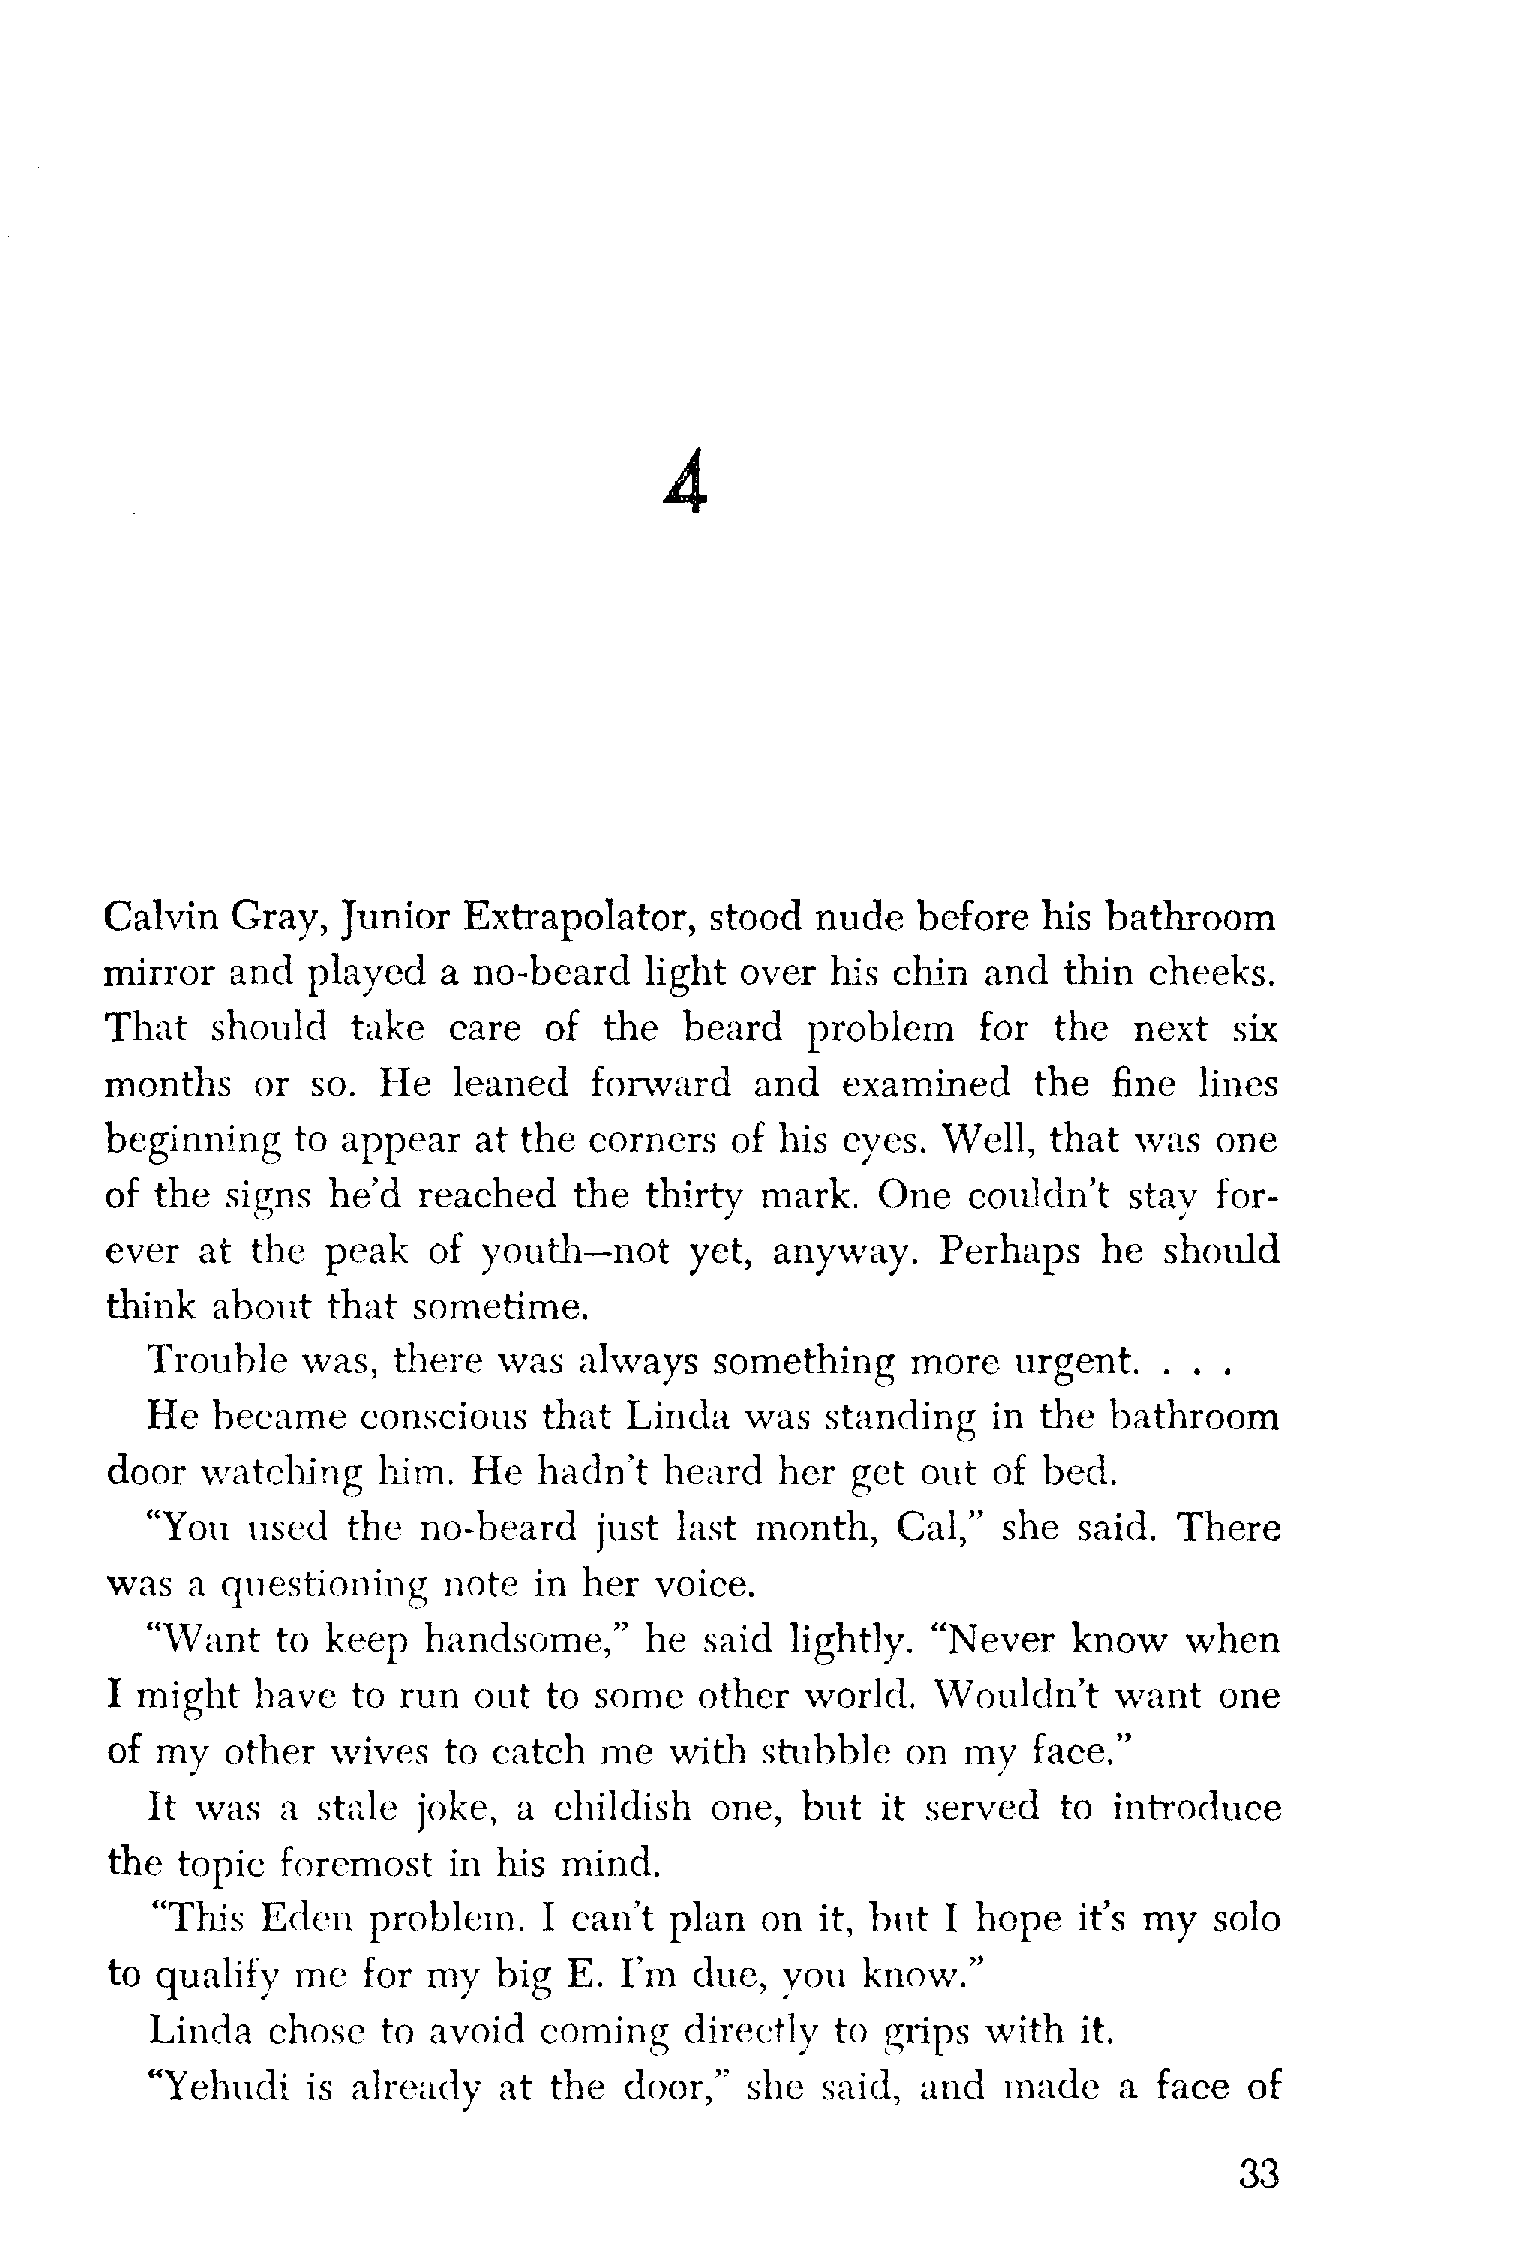 4
Calvin Gray, Junior Extrapolator, stood nude before his bathroom
mirror and played a no-beard light over his chin and thin cheeks.
That should take care of the beard problem for the next six
months or so. He leaned forward and examined the fine lines
beginning to appear at the corners of his eyes. Well, that was one
of the signs he'd reached the thirty mark. One couldn't stay for-
ever at the peak of youth—not yet, anyway. Perhaps he should
think about that sometime.
Trouble was, there was always something more urgent. . . .
He became conscious that Linda was standing in the bathroom
door watching him. He hadn't heard her get out of bed.
“You used the no-beard just last month, Cal,” she said. There
was a questioning note in her voice.
“Want to keep handsome,” he said lightly. “Never know when
I might have to run out to some other world. Wouldn't want one
of my other wives to catch me with stubble on my face.”
It was a stale joke, a childish one, but it served to introduce
the topic foremost in his mind.
“This Eden problem. I can't plan on it, but I hope it's my solo
to qualify me for my big E. I'm due, you know.”
Linda chose to avoid coming directly to grips with it.
“Yehudi is already at the door,” she said, and made a face of
33